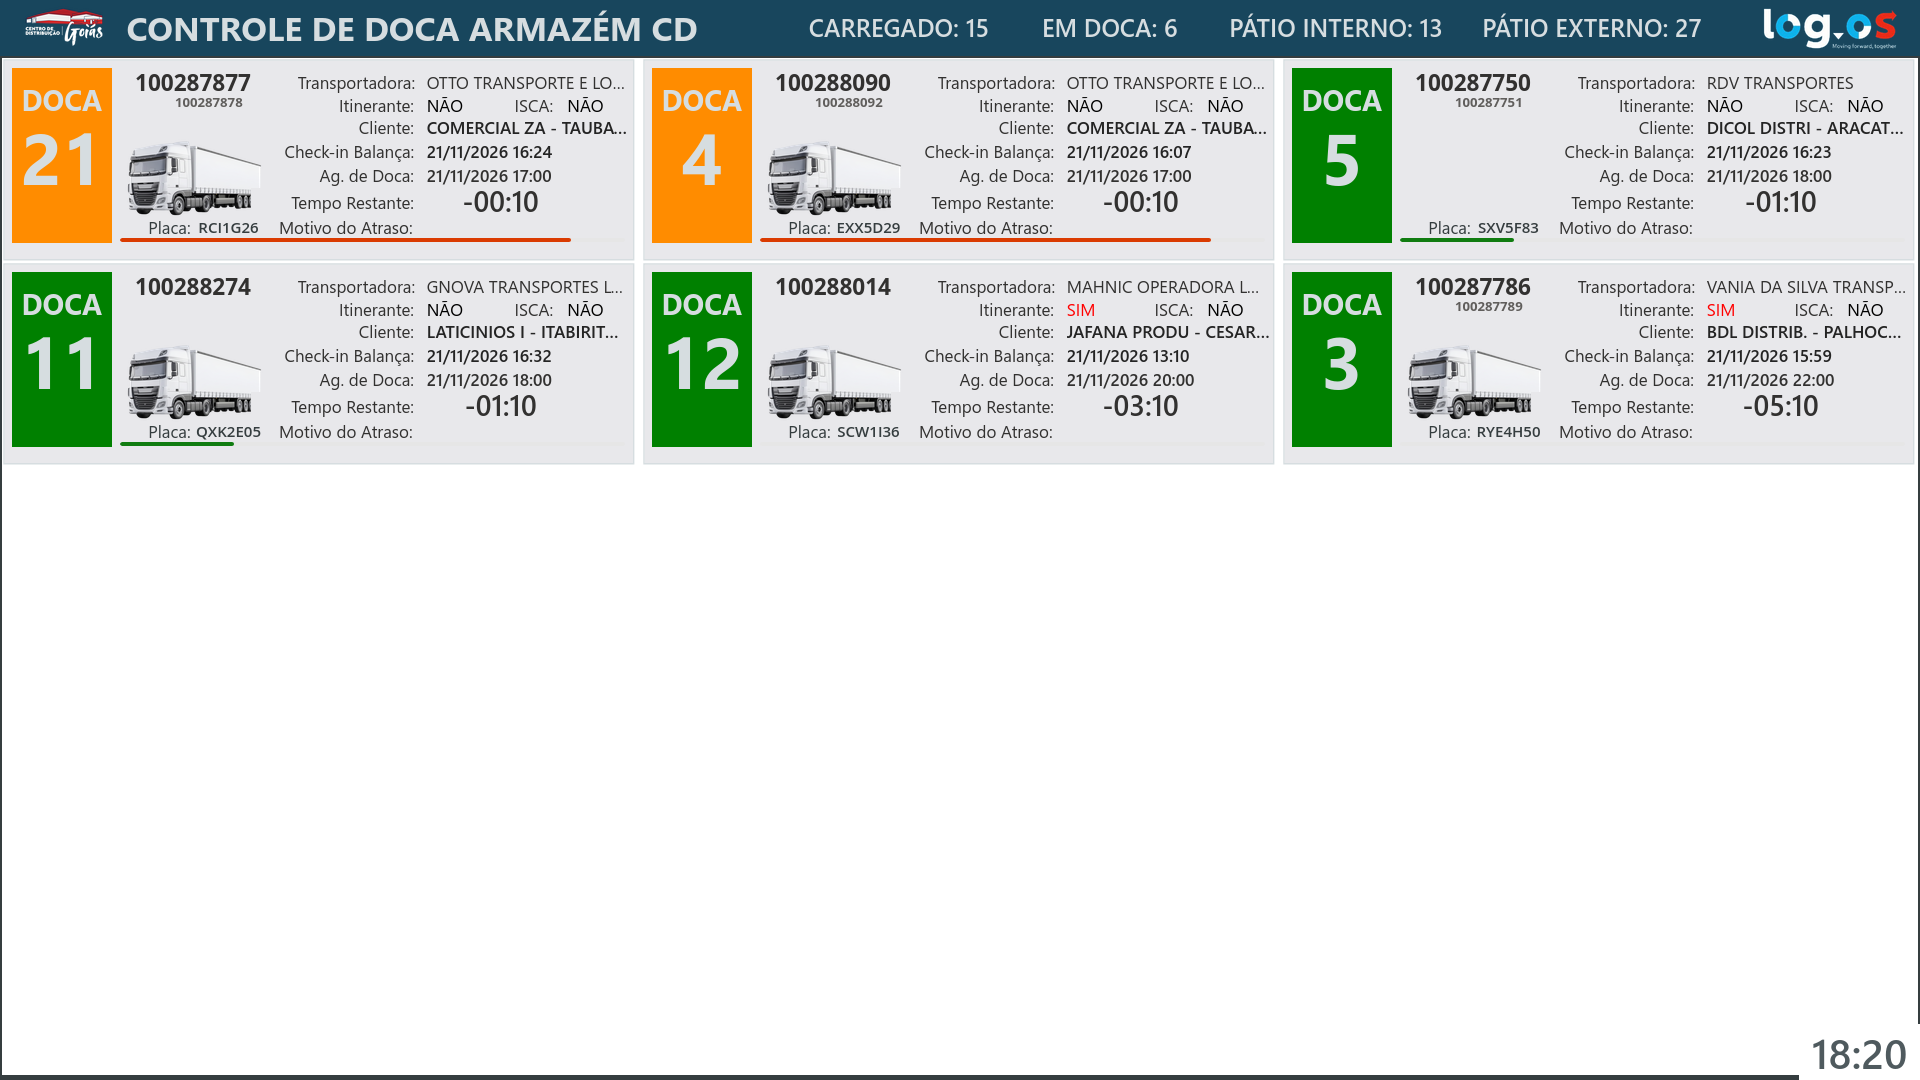 CENTRO DE DISTRIBUIÇÃO Goiás
CONTROLE DE DOCA ARMAZÉM CD
CARREGADO: 15
EM DOCA: 6
PÁTIO INTERNO: 13
PÁTIO EXTERNO: 27
log.os
Moving forward, together
DOCA
21
100287877
100287878
Placa: RCI1G26
Transportadora: OTTO TRANSPORTE E LO...
Itinerante: NÃO ISCA: NÃO
Cliente: COMERCIAL ZA - TAUBA...
Check-in Balança: 21/11/2026 16:24
Ag. de Doca: 21/11/2026 17:00
Tempo Restante: -00:10
Motivo do Atraso:
DOCA
4
100288090
100288092
Placa: EXX5D29
Transportadora: OTTO TRANSPORTE E LO...
Itinerante: NÃO ISCA: NÃO
Cliente: COMERCIAL ZA - TAUBA...
Check-in Balança: 21/11/2026 16:07
Ag. de Doca: 21/11/2026 17:00
Tempo Restante: -00:10
Motivo do Atraso:
DOCA
5
100287750
100287751
Placa: SXV5F83
Transportadora: RDV TRANSPORTES
Itinerante: NÃO ISCA: NÃO
Cliente: DICOL DISTRI - ARACAT...
Check-in Balança: 21/11/2026 16:23
Ag. de Doca: 21/11/2026 18:00
Tempo Restante: -01:10
Motivo do Atraso:
DOCA
11
100288274
Placa: QXK2E05
Transportadora: GNOVA TRANSPORTES L...
Itinerante: NÃO ISCA: NÃO
Cliente: LATICINIOS I - ITABIRIT...
Check-in Balança: 21/11/2026 16:32
Ag. de Doca: 21/11/2026 18:00
Tempo Restante: -01:10
Motivo do Atraso:
DOCA
12
100288014
Placa: SCW1I36
Transportadora: MAHNIC OPERADORA L...
Itinerante: SIM ISCA: NÃO
Cliente: JAFANA PRODU - CESAR...
Check-in Balança: 21/11/2026 13:10
Ag. de Doca: 21/11/2026 20:00
Tempo Restante: -03:10
Motivo do Atraso:
DOCA
3
100287786
100287789
Placa: RYE4H50
Transportadora: VANIA DA SILVA TRANSP...
Itinerante: SIM ISCA: NÃO
Cliente: BDL DISTRIB. - PALHOC...
Check-in Balança: 21/11/2026 15:59
Ag. de Doca: 21/11/2026 22:00
Tempo Restante: -05:10
Motivo do Atraso:
18:20